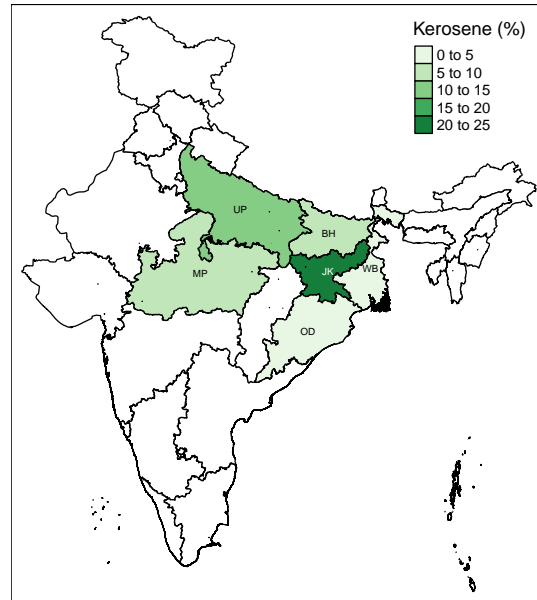 Kerosene (%)
0 to 5
5 to 10
10 to 15
15 to 20
20 to 25
UP
BH
MP
JK
WB
OD